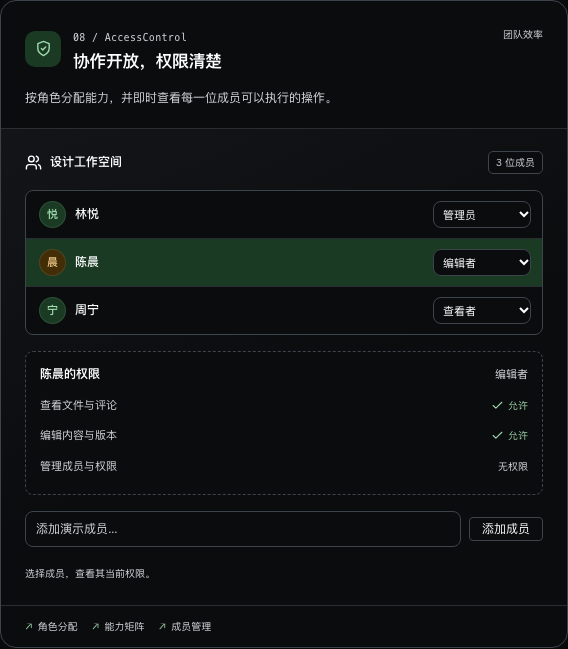 08 / AccessControl
团队效率
协作开放，权限清楚
按角色分配能力，并即时查看每一位成员可以执行的操作。
设计工作空间
3 位成员
悦 林悦 管理员
晨 陈晨 编辑者
宁 周宁 查看者
陈晨的权限 编辑者
查看文件与评论 允许
编辑内容与版本 允许
管理成员与权限 无权限
添加演示成员... 添加成员
选择成员，查看其当前权限。
角色分配 能力矩阵 成员管理